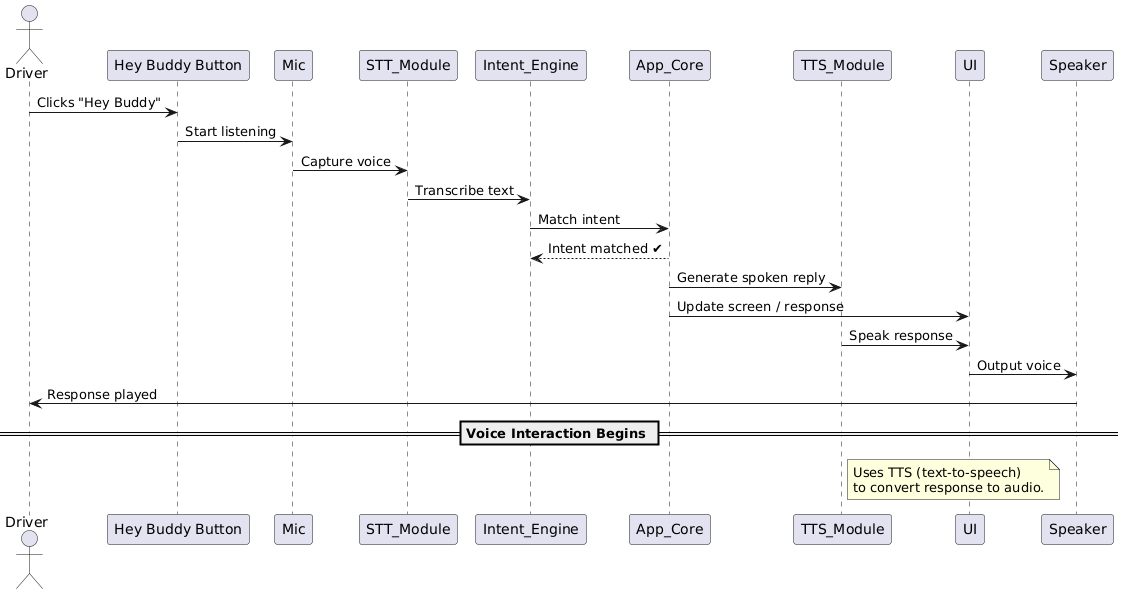 Driver
Hey Buddy Button
Mic
STT_Module
Intent_Engine
App_Core
TTS_Module
UI
Speaker
Clicks "Hey Buddy"
Start listening
Capture voice
Transcribe text
Match intent
Intent matched ✔
Generate spoken reply
Update screen / response
Speak response
Output voice
Response played
Voice Interaction Begins
Uses TTS (text-to-speech)
to convert response to audio.
Driver
Hey Buddy Button
Mic
STT_Module
Intent_Engine
App_Core
TTS_Module
UI
Speaker